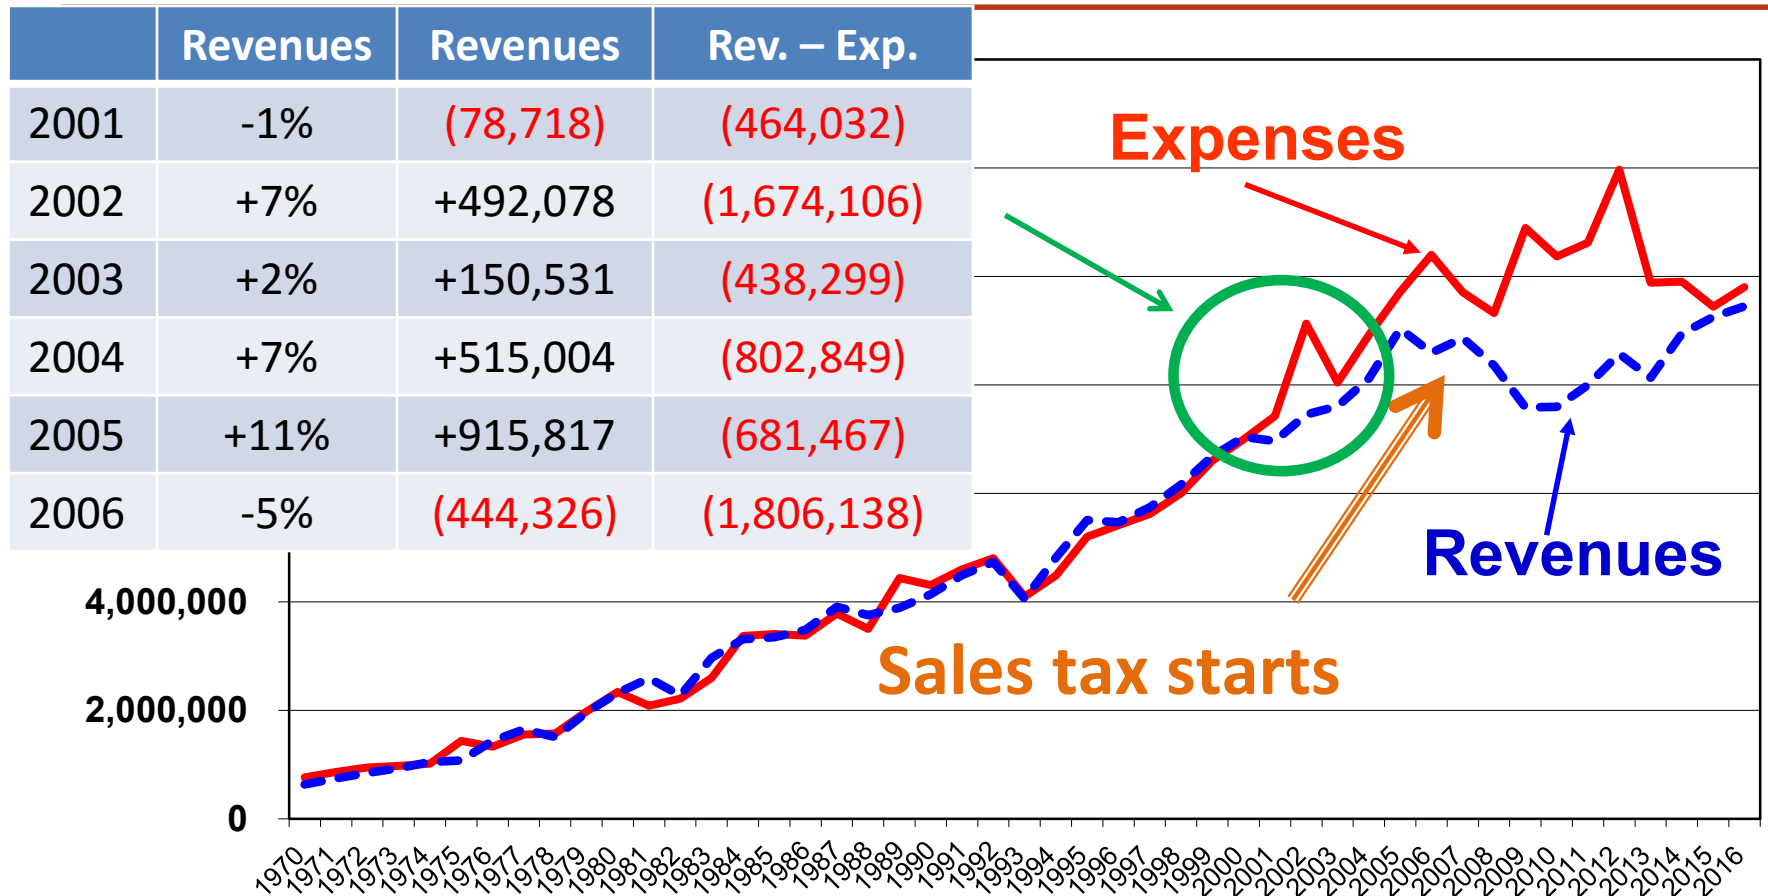 Revenues Revenues Rev. – Exp.
2001 -1% (78,718) (464,032)
2002 +7% +492,078 (1,674,106)
2003 +2% +150,531 (438,299)
2004 +7% +515,004 (802,849)
2005 +11% +915,817 (681,467)
2006 -5% (444,326) (1,806,138)
Expenses
Revenues
Sales tax starts
4,000,000
2,000,000
0
1970 1971 1972 1973 1974 1975 1976 1977 1978 1979 1980 1981 1982 1983 1984 1985 1986 1987 1988 1989 1990 1991 1992 1993 1994 1995 1996 1997 1998 1999 2000 2001 2002 2003 2004 2005 2006 2007 2008 2009 2010 2011 2012 2013 2014 2015 2016